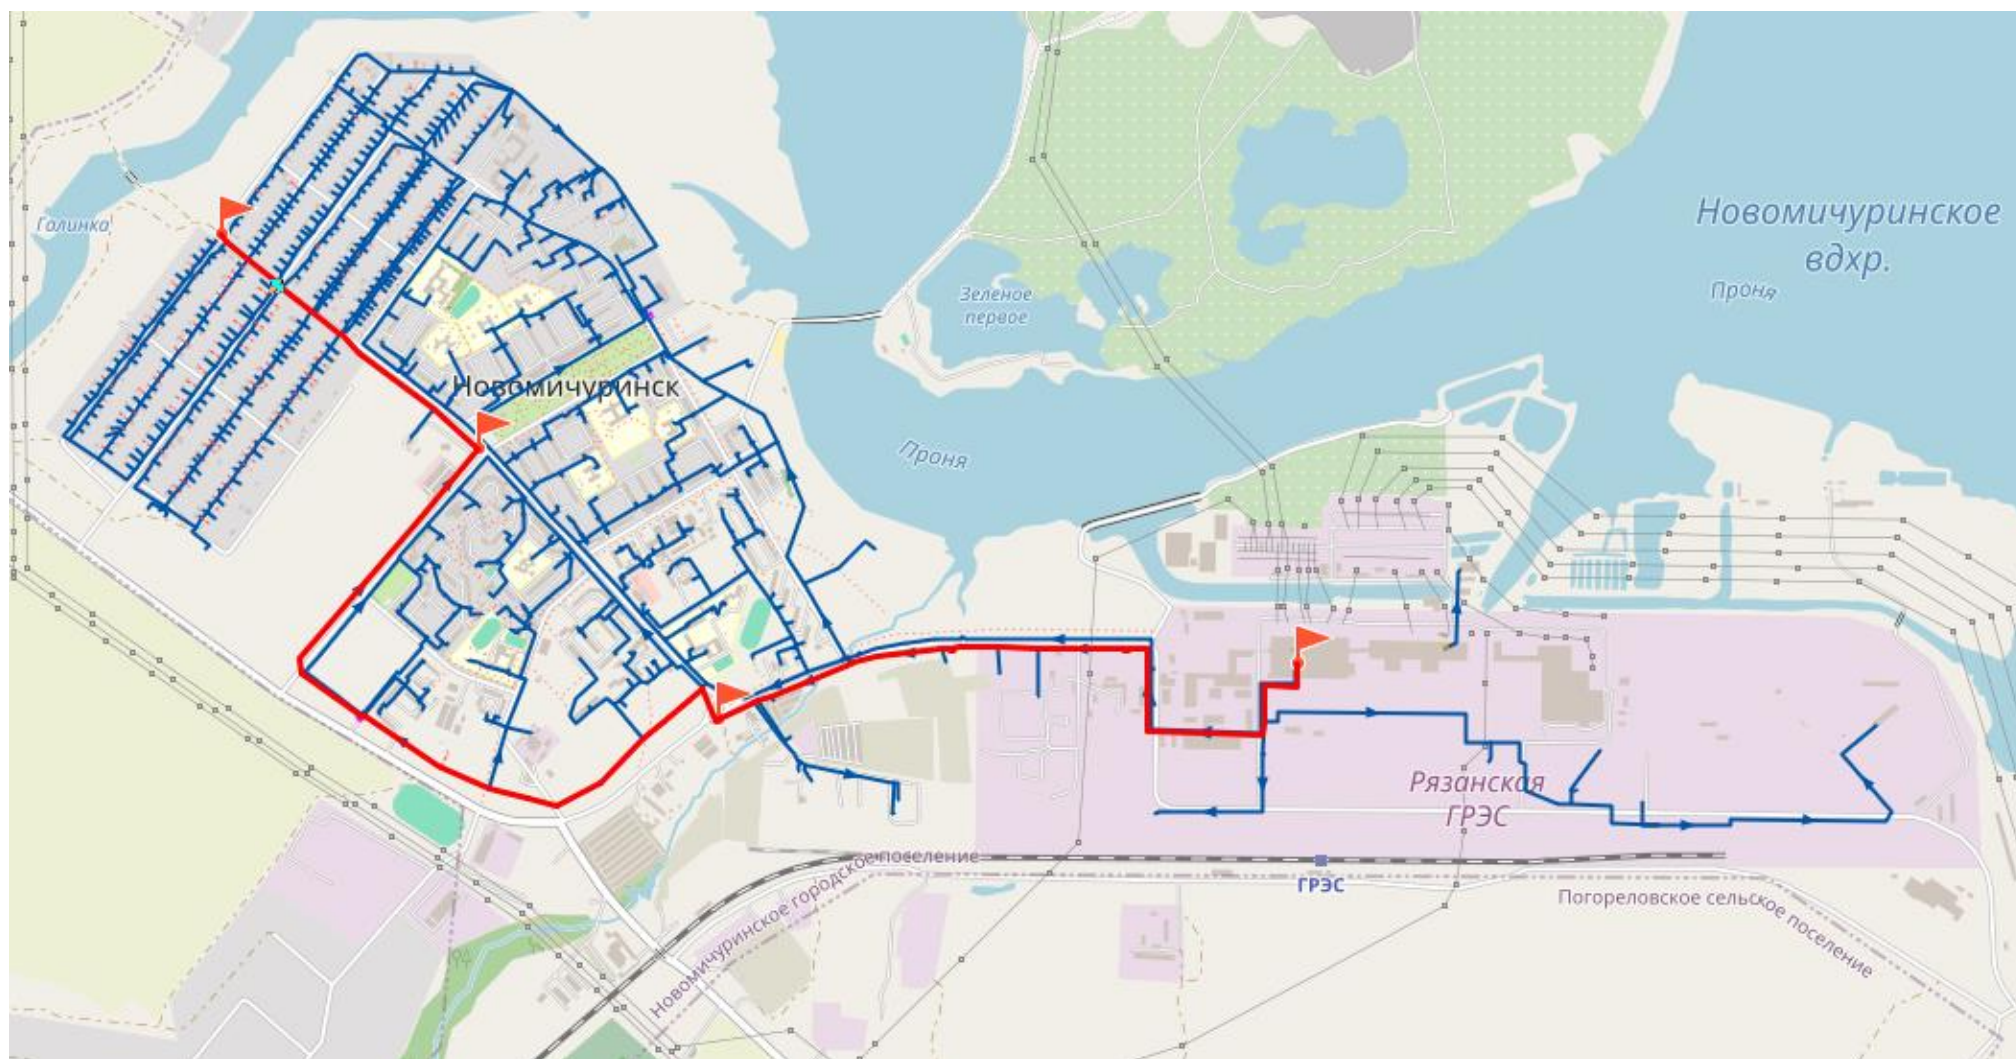 Голинка
Новомичуринское
вдхр.
Проня
Зеленое
первое
Новомичуринск
Проня
Рязанская
ГРЭС
Новомичуринское городское поселение
ГРЭС
Погореловское сельское поселение